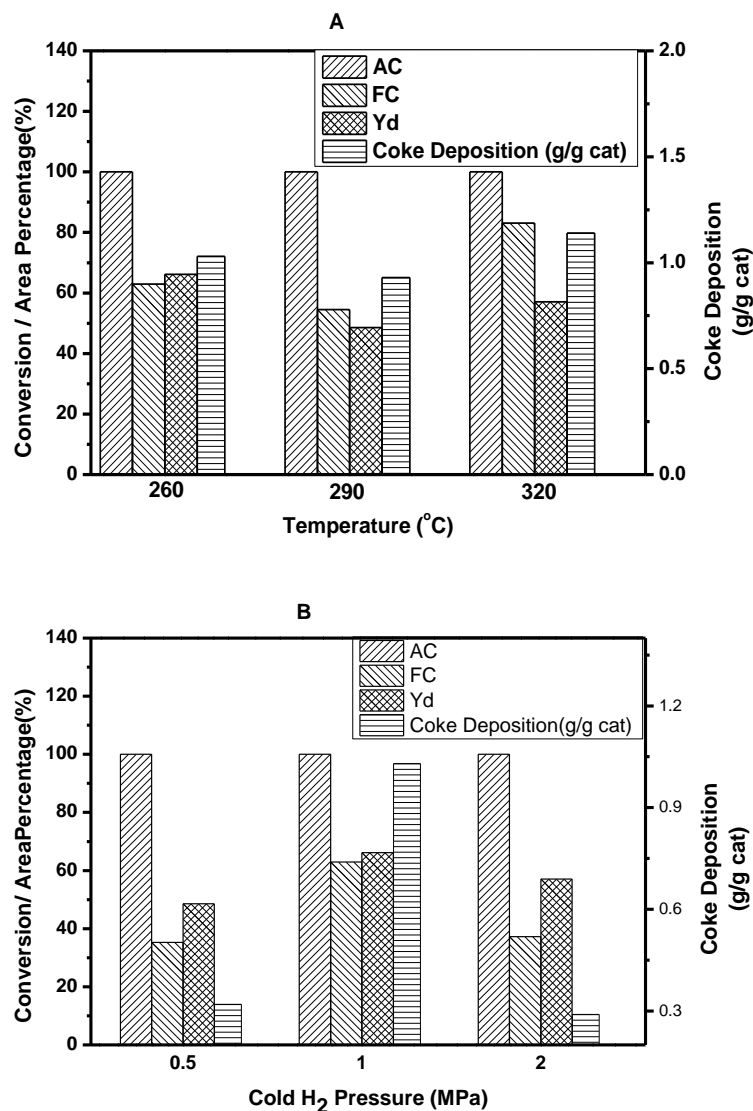 A
140
120
100
80
60
40
20
0
Conversion / Area Percentage(%)
AC
FC
Yd
Coke Deposition (g/g cat)
2.0
1.5
1.0
0.5
0.0
Coke Deposition
(g/g cat)
260 290 320
Temperature (°C)
B
140
120
100
80
60
40
20
0
Conversion/ AreaPercentage(%)
AC
FC
Yd
Coke Deposition(g/g cat)
1.2
0.9
0.6
0.3
Coke Deposition
(g/g cat)
0.5 1 2
Cold H2 Pressure (MPa)